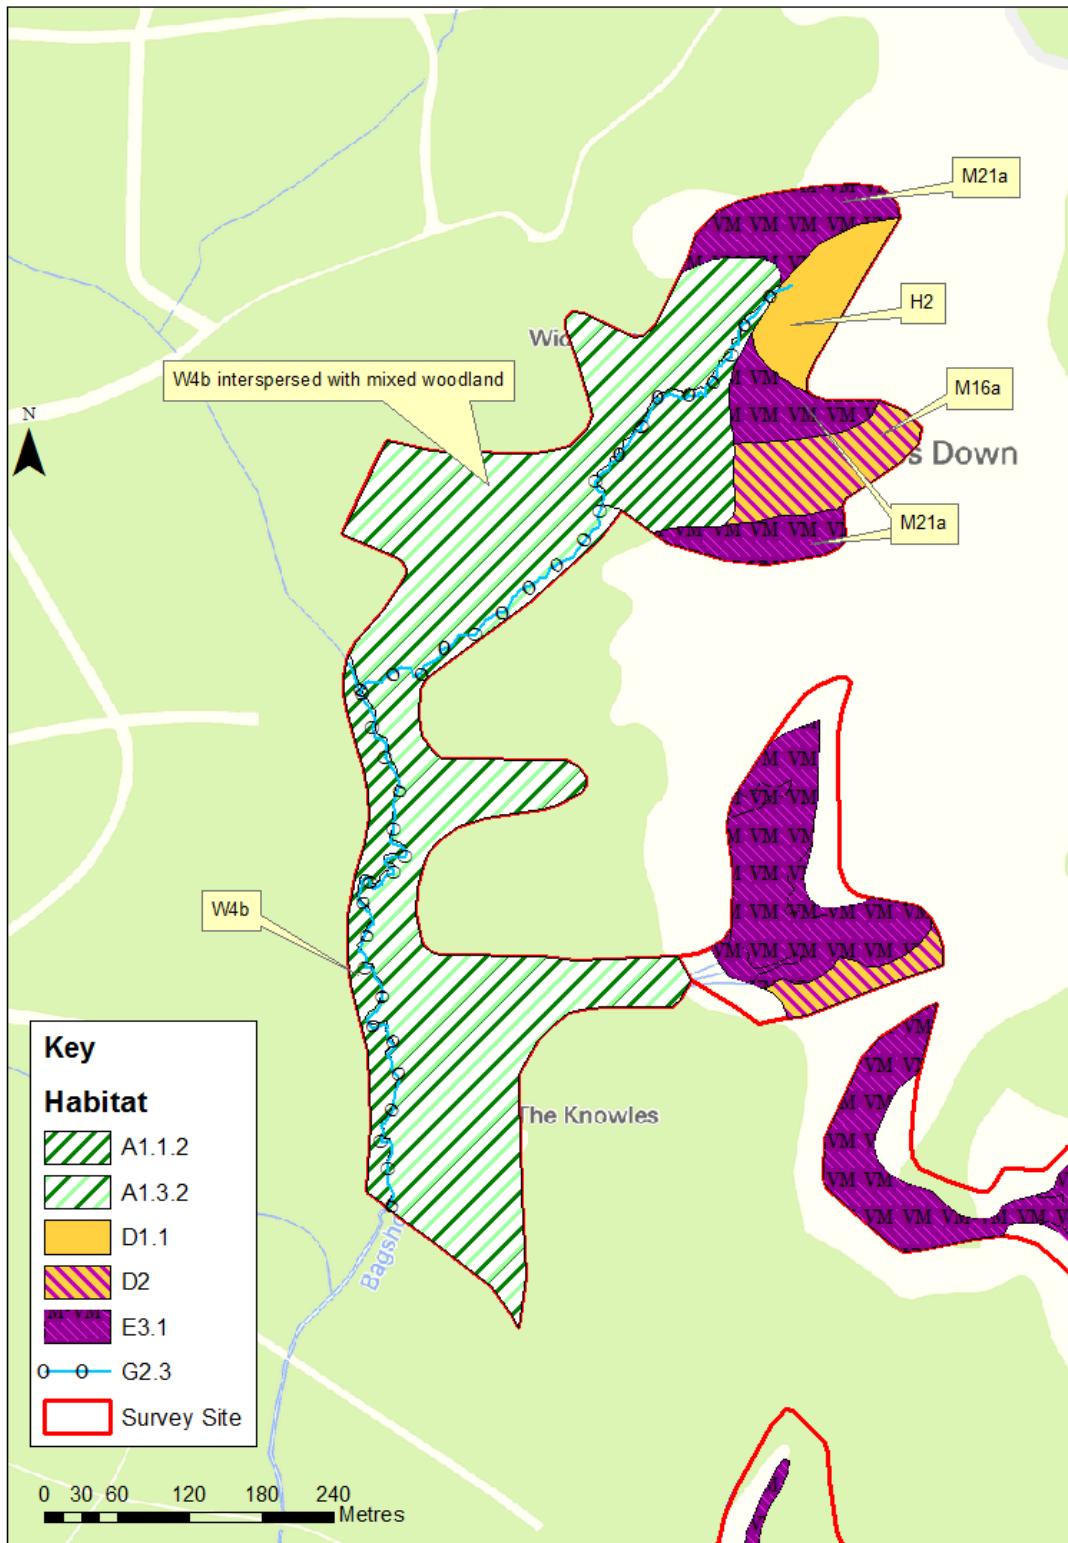 M21a
H2
W4b interspersed with mixed woodland
M16a
s Down
N
M21a
W4b
The Knowles
Key
Habitat
A1.1.2
A1.3.2
D1.1
D2
E3.1
G2.3
Survey Site
0 30 60 120 180 240
Metres